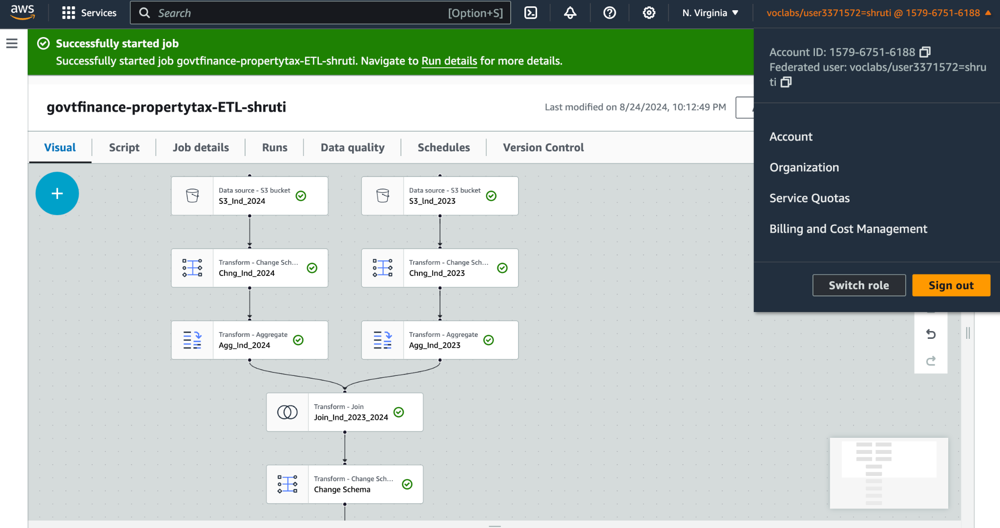 aws
Services
Search
[Option+S]
N. Virginia
voclabs/user3371572=shruti @ 1579-6751-6188
Successfully started job
Successfully started job govtfinance-propertytax-ETL-shruti. Navigate to Run details for more details.
Account ID: 1579-6751-6188
Federated user: voclabs/user3371572=shru
ti
govtfinance-propertytax-ETL-shruti
Last modified on 8/24/2024, 10:12:49 PM
Account
Organization
Service Quotas
Billing and Cost Management
Switch role
Sign out
Visual
Script
Job details
Runs
Data quality
Schedules
Version Control
Data source - S3 bucket
S3_Ind_2024
Data source - S3 bucket
S3_Ind_2023
Transform - Change Sch...
Chng_Ind_2024
Transform - Change Sch...
Chng_Ind_2023
Transform - Aggregate
Agg_Ind_2024
Transform - Aggregate
Agg_Ind_2023
Transform - Join
Join_Ind_2023_2024
Transform - Change Sch...
Change Schema